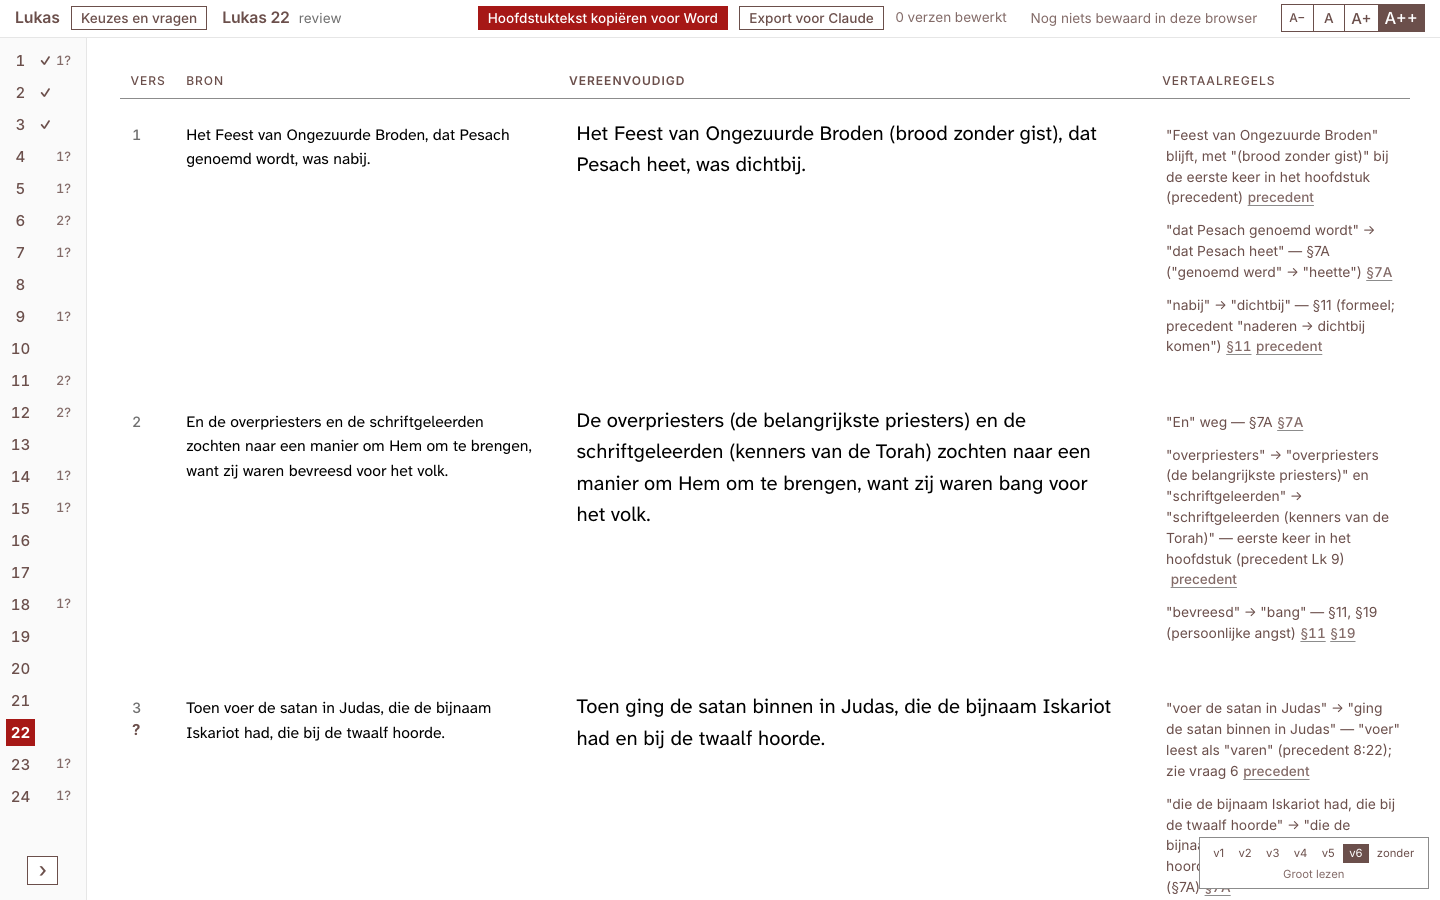 Lukas
Keuzes en vragen
Lukas 22 review
Hoofdstuktekst kopiëren voor Word
Export voor Claude
0 verzen bewerkt
Nog niets bewaard in deze browser
A−
A
A+
A++
1 ✓ 1?
2 ✓
3 ✓
4 1?
5 1?
6 2?
7 1?
8
9 1?
10
11 2?
12 2?
13
14 1?
15 1?
16
17
18 1?
19
20
21
22
23 1?
24 1?
›
VERS
BRON
VEREENVOUDIGD
VERTAALREGELS
1
Het Feest van Ongezuurde Broden, dat Pesach
genoemd wordt, was nabij.
Het Feest van Ongezuurde Broden (brood zonder gist), dat
Pesach heet, was dichtbij.
"Feest van Ongezuurde Broden"
blijft, met "(brood zonder gist)" bij
de eerste keer in het hoofdstuk
(precedent) precedent
"dat Pesach genoemd wordt" →
"dat Pesach heet" — §7A
("genoemd werd" → "heette") §7A
"nabij" → "dichtbij" — §11 (formeel;
precedent "naderen → dichtbij
komen") §11 precedent
2
En de overpriesters en de schriftgeleerden
zochten naar een manier om Hem om te brengen,
want zij waren bevreesd voor het volk.
De overpriesters (de belangrijkste priesters) en de
schriftgeleerden (kenners van de Torah) zochten naar een
manier om Hem om te brengen, want zij waren bang voor
het volk.
"En" weg — §7A §7A
"overpriesters" → "overpriesters
(de belangrijkste priesters)" en
"schriftgeleerden" →
"schriftgeleerden (kenners van de
Torah)" — eerste keer in het
hoofdstuk (precedent Lk 9)
precedent
"bevreesd" → "bang" — §11, §19
(persoonlijke angst) §11 §19
3
?
Toen voer de satan in Judas, die de bijnaam
Iskariot had, die bij de twaalf hoorde.
Toen ging de satan binnen in Judas, die de bijnaam Iskariot
had en bij de twaalf hoorde.
"voer de satan in Judas" → "ging
de satan binnen in Judas" — "voer"
leest als "varen" (precedent 8:22);
zie vraag 6 precedent
"die de bijnaam Iskariot had, die bij
de twaalf hoorde" → "die de
(§7A) §7A
v1 v2 v3 v4 v5 v6 zonder
Groot lezen